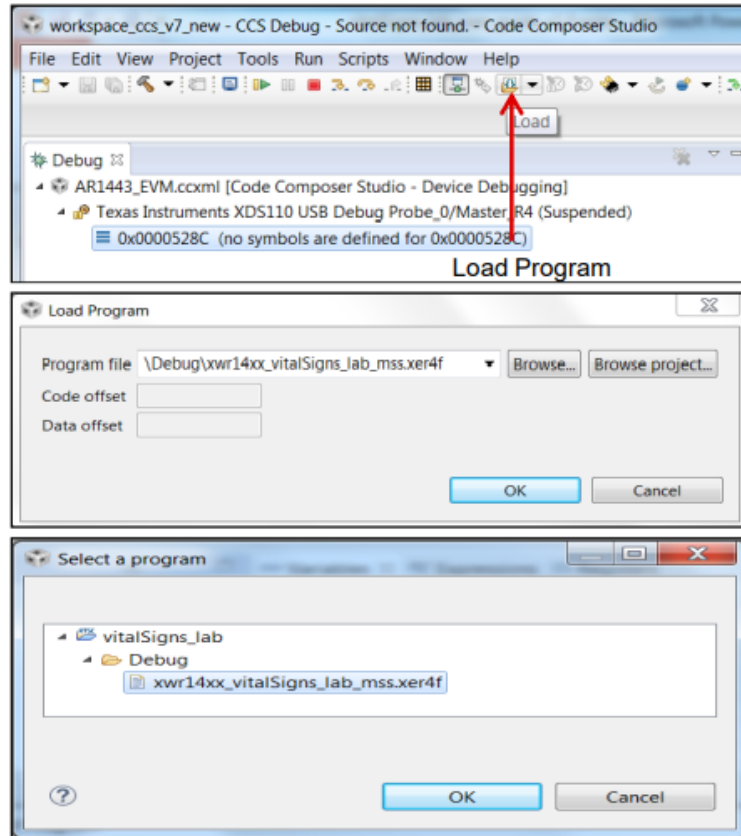 workspace_ccs_v7_new - CCS Debug - Source not found. - Code Composer Studio
File Edit View Project Tools Run Scripts Window Help
Load
Debug
AR1443_EVM.ccxml [Code Composer Studio - Device Debugging]
Texas Instruments XDS110 USB Debug Probe_0/Master_R4 (Suspended)
0x0000528C (no symbols are defined for 0x0000528C)
Load Program
Load Program
Program file \Debug\xwr14xx_vitalSigns_lab_mss.xer4f Browse... Browse project...
Code offset
Data offset
OK Cancel
Select a program
vitalSigns_lab
Debug
xwr14xx_vitalSigns_lab_mss.xer4f
OK Cancel